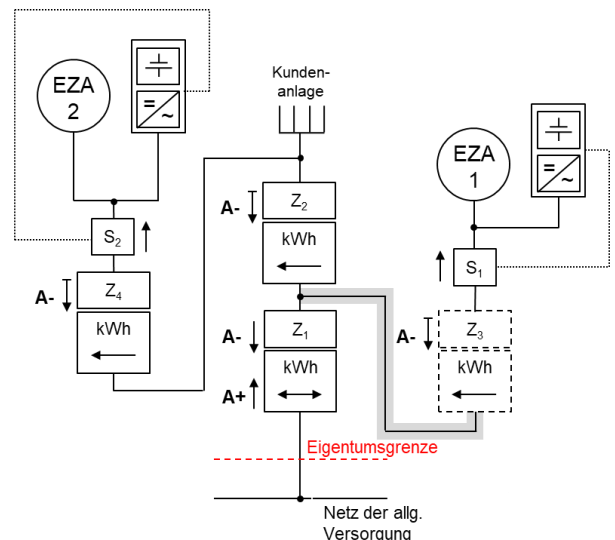 EZA
2
=
~
Kunden-
anlage
EZA
1
=
~
S₂
A-
Z₂
kWh
S₁
A-
Z₄
kWh
A-
Z₁
A+
kWh
A-
Z₃
kWh
Eigentumsgrenze
Netz der allg.
Versorgung